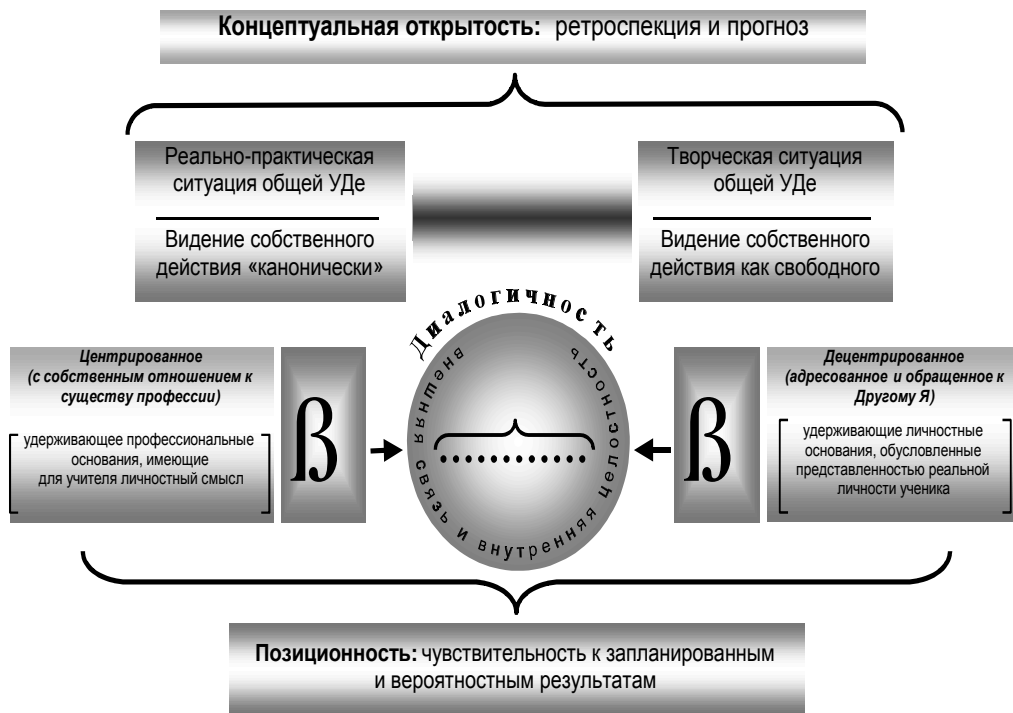 Концептуальная открытость: ретроспекция и прогноз
Реально-практическая
ситуация общей УДе
Видение собственного
действия «канонически»
Творческая ситуация
общей УДе
Видение собственного
действия как свободного
Диалогичность
внешняя связь и внутренняя целостность
Центрированное
(с собственным отношением к
существу профессии)
удерживающее профессиональные
основания, имеющие
для учителя личностный смысл
ß
ß
Децентрированное
(адресованное и обращенное к
Другому Я)
удерживающие личностные
основания, обусловленные
представленностью реальной
личности ученика
Позиционность: чувствительность к запланированным
и вероятностным результатам